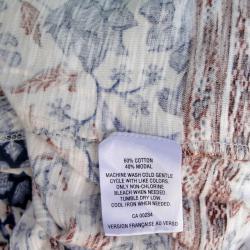 60% COTTON
40% MODAL
MACHINE WASH COLD GENTLE
CYCLE WITH LIKE COLORS,
ONLY NON-CHLORINE
BLEACH WHEN NEEDED.
TUMBLE DRY LOW.
COOL IRON WHEN NEEDED.
CA 00254
VERSION FRANÇAISE AU VERSO